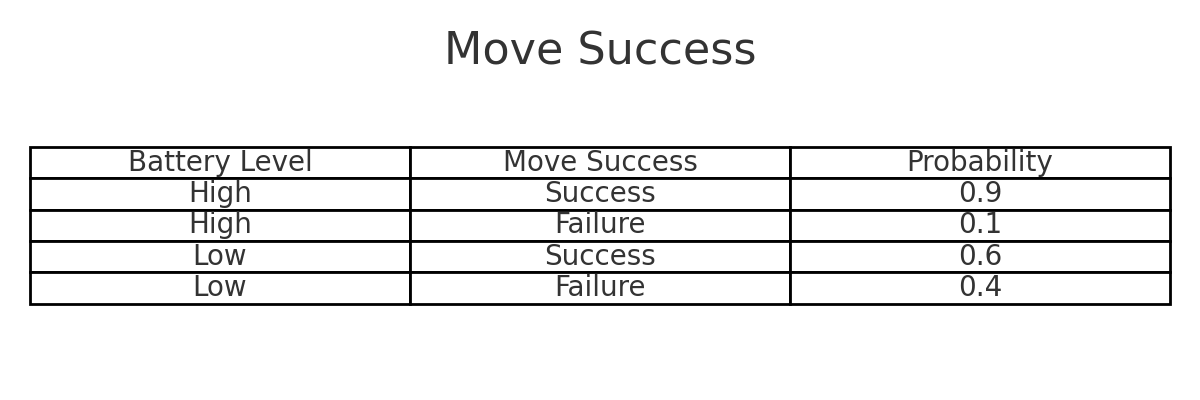 Move Success
Battery Level Move Success Probability
High Success 0.9
High Failure 0.1
Low Success 0.6
Low Failure 0.4